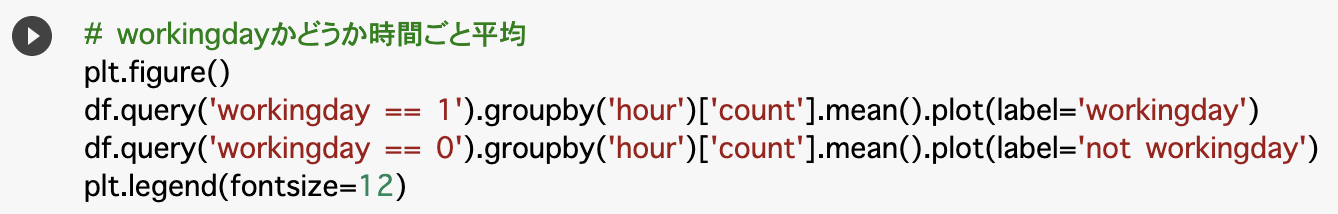 # workingdayかどうか時間ごと平均
plt.figure()
df.query('workingday == 1').groupby('hour')['count'].mean().plot(label='workingday')
df.query('workingday == 0').groupby('hour')['count'].mean().plot(label='not workingday')
plt.legend(fontsize=12)